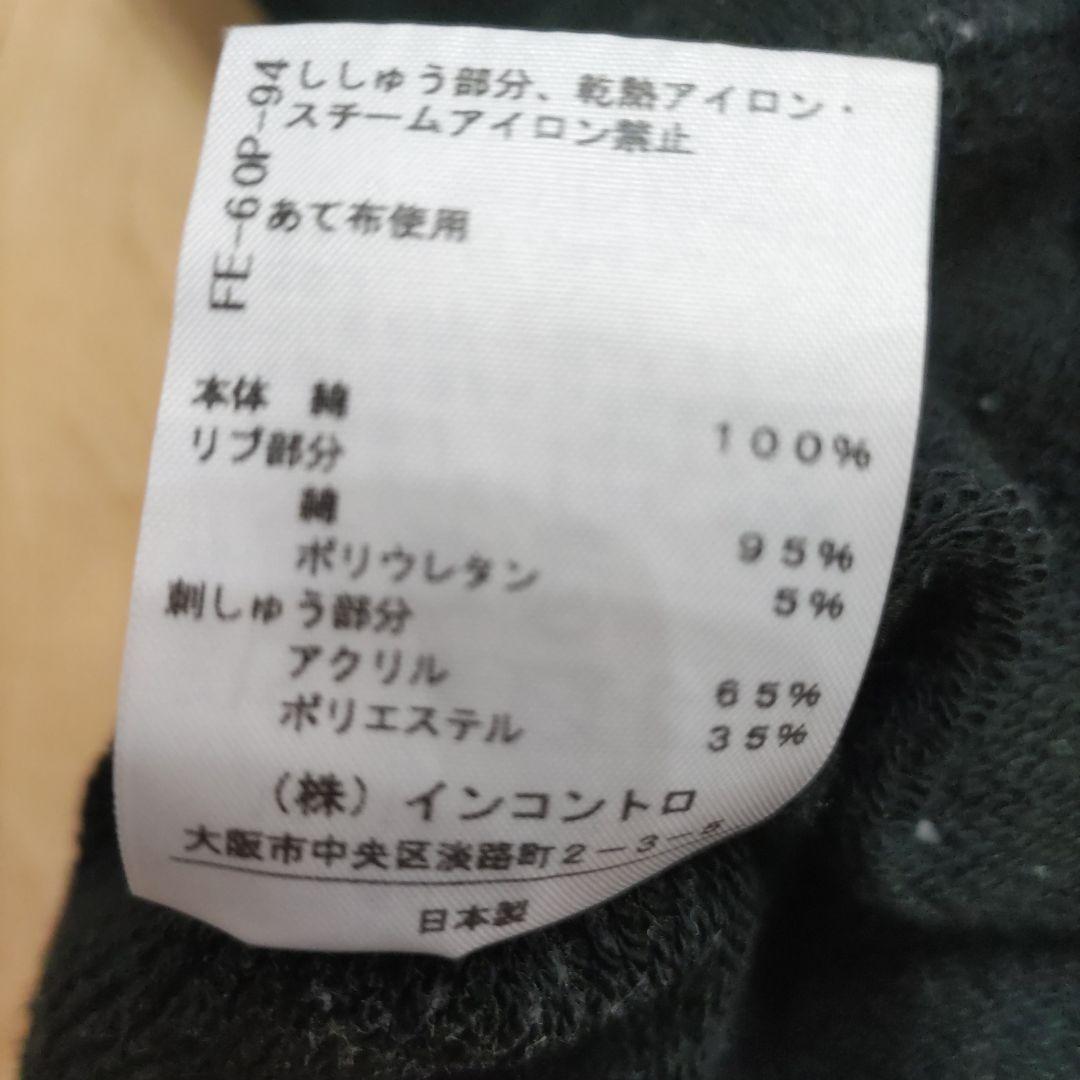 FE-60P-94
ししゅう部分、乾熱アイロン・
スチームアイロン禁止
あて布使用
本体 綿 100%
リブ部分
綿 95%
ポリウレタン 5%
刺しゅう部分
アクリル 65%
ポリエステル 35%
(株)インコントロ
大阪市中央区淡路町2-3-5
日本製